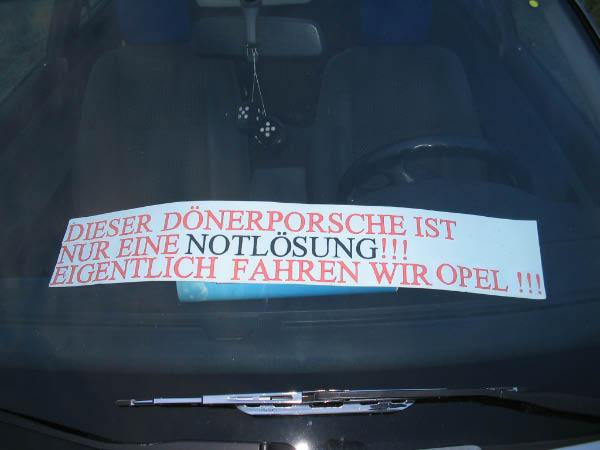 DIESER DÖNERPORSCHE IST
NUR EINE NOTLÖSUNG!!!
EIGENTLICH FAHREN WIR OPEL !!!